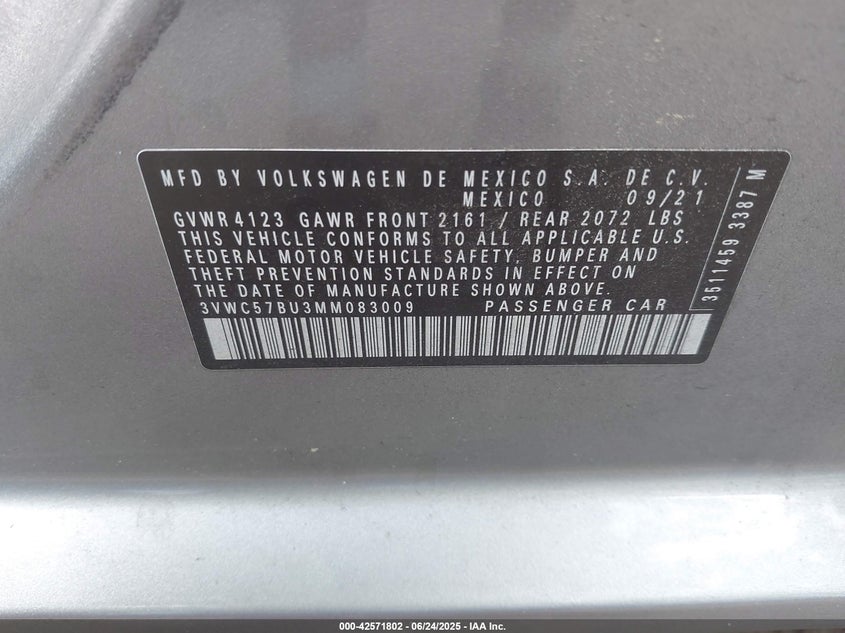 MFD BY VOLKSWAGEN DE MEXICO S.A. DE C.V.
MEXICO 09/21
GVWR 4123 GAWR FRONT 2161 / REAR 2072 LBS
THIS VEHICLE CONFORMS TO ALL APPLICABLE U.S.
FEDERAL MOTOR VEHICLE SAFETY, BUMPER AND
THEFT PREVENTION STANDARDS IN EFFECT ON
THE DATE OF MANUFACTURE SHOWN ABOVE.
3VWC57BU3MM083009 PASSENGER CAR
3511459 3387 M
000-42571802 - 06/24/2025 - IAA Inc.